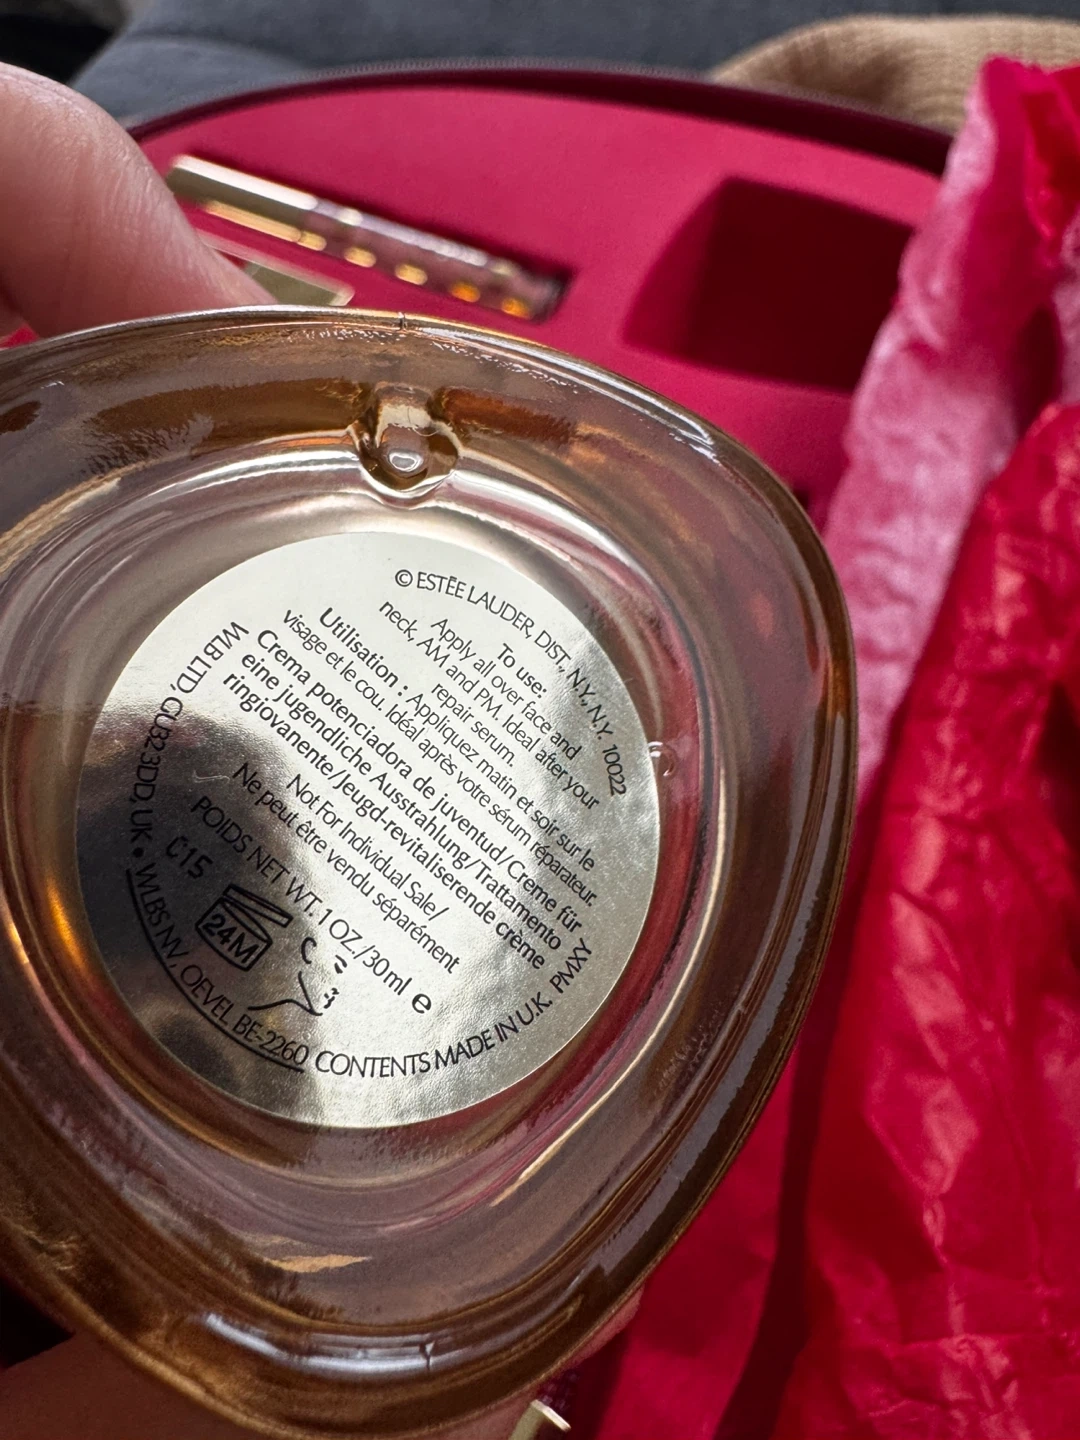 © ESTĒE LAUDER, DIST., N.Y., N.Y. 10022
To use:
Apply all over face and
neck, AM and PM. Ideal after your
repair serum.
Utilisation : Appliquez matin et soir sur le
visage et le cou. Idéal après votre sérum réparateur.
Crema potenciadora de juventud/Creme für
eine jugendliche Ausstrahlung/Trattamento
ringiovanente/Jeugd-revitaliserende crème
Not For Individual Sale/
Ne peut être vendu séparément
POIDS NET WT. 1 OZ./30ml e
C15
24M
WLB LTD, GU32 3DD, UK • WLBS NV, OEVEL BE-2260 CONTENTS MADE IN U.K. PMXY